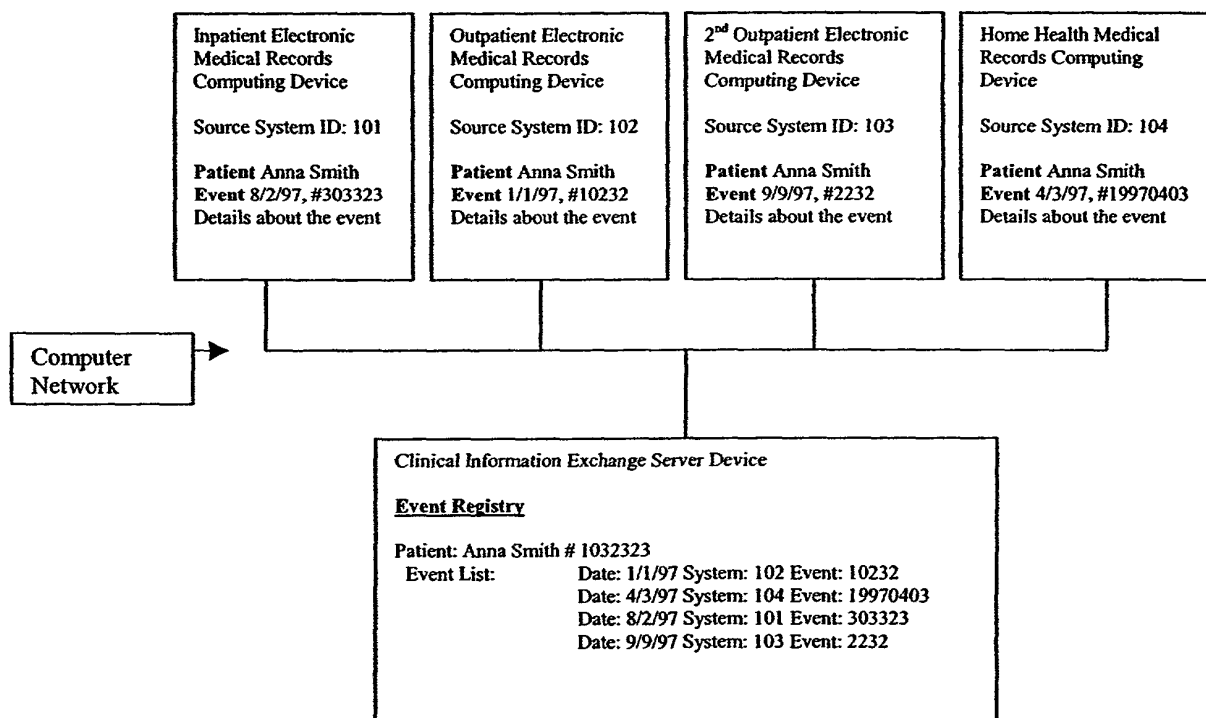 Inpatient Electronic
Medical Records
Computing Device
Source System ID: 101
Patient Anna Smith
Event 8/2/97, #303323
Details about the event
Outpatient Electronic
Medical Records
Computing Device
Source System ID: 102
Patient Anna Smith
Event 1/1/97, #10232
Details about the event
2nd Outpatient Electronic
Medical Records
Computing Device
Source System ID: 103
Patient Anna Smith
Event 9/9/97, #2232
Details about the event
Home Health Medical
Records Computing
Device
Source System ID: 104
Patient Anna Smith
Event 4/3/97, #19970403
Details about the event
Computer
Network
Clinical Information Exchange Server Device
Event Registry
Patient: Anna Smith # 1032323
Event List: Date: 1/1/97 System: 102 Event: 10232
Date: 4/3/97 System: 104 Event: 19970403
Date: 8/2/97 System: 101 Event: 303323
Date: 9/9/97 System: 103 Event: 2232